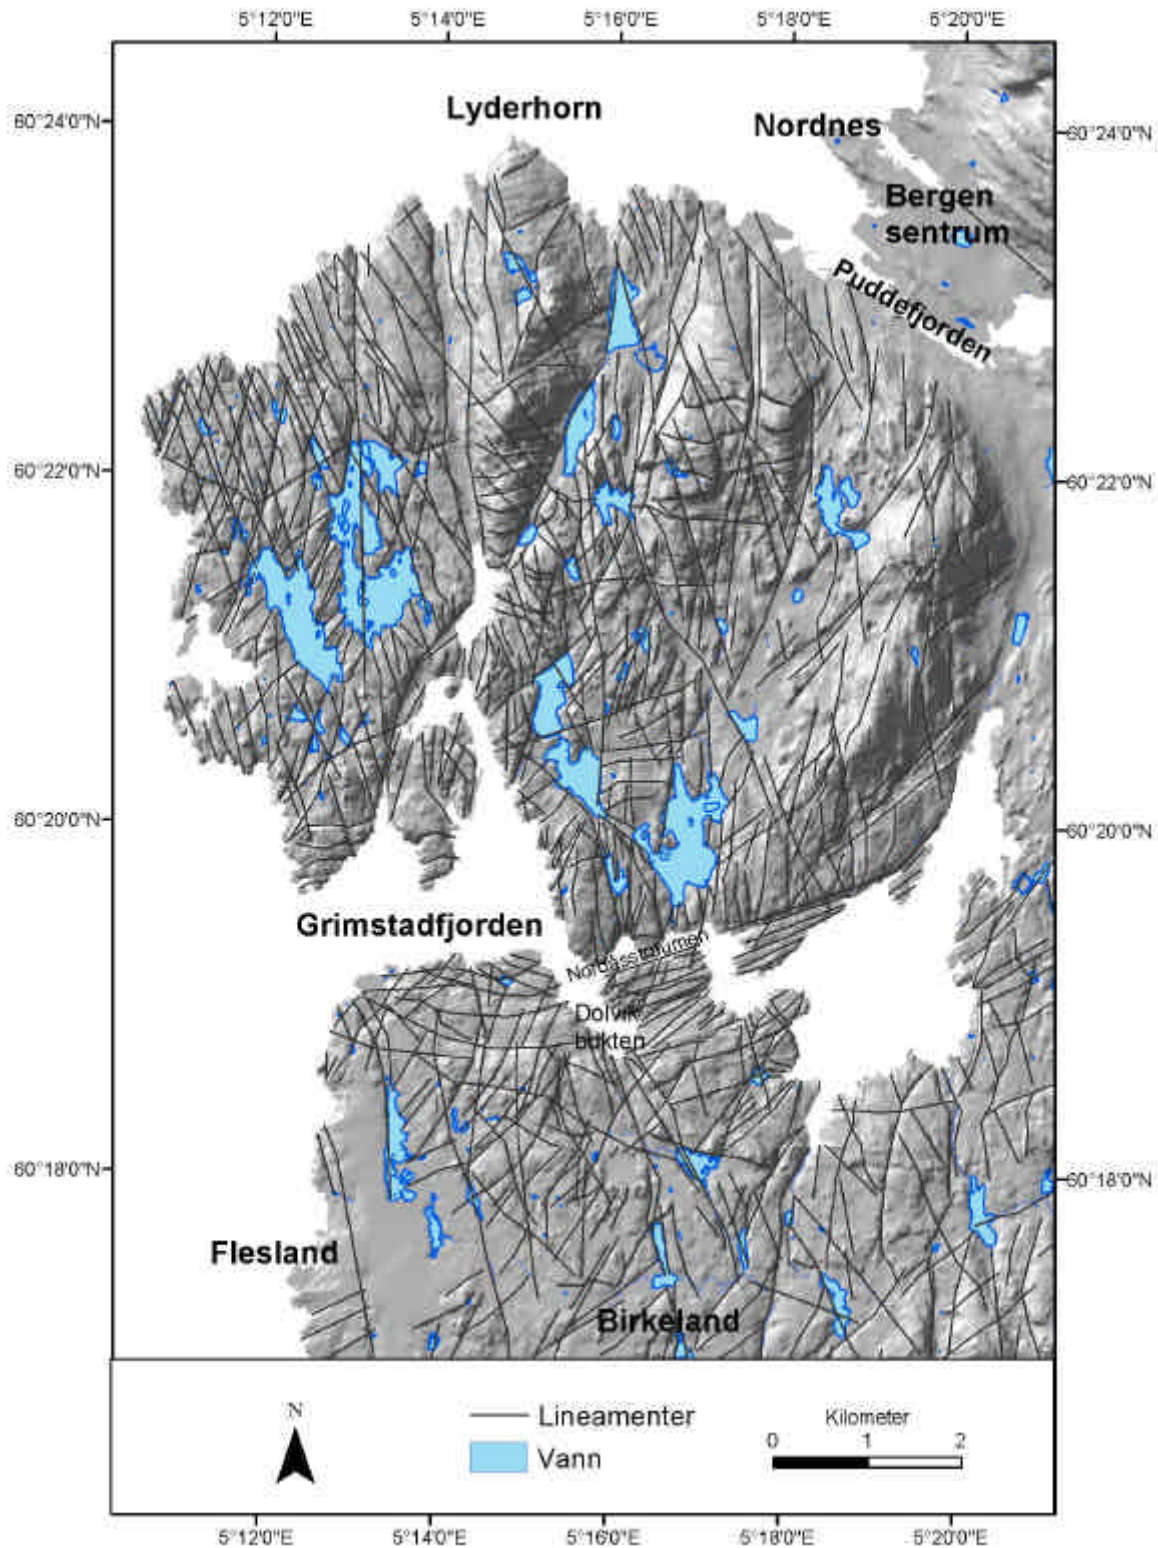 5°12'0"E 5°14'0"E 5°16'0"E 5°18'0"E 5°20'0"E
Lyderhorn
60°24'0"N
Nordnes
60°24'0"N
Bergen
sentrum
Puddefjorden
60°22'0"N
60°22'0"N
60°20'0"N
60°20'0"N
Grimstadfjorden
Nordåsstraumen
Dolvik
bukten
60°18'0"N
60°18'0"N
Flesland
Birkeland
N
Lineamenter
Vann
Kilometer
0 1 2
5°12'0"E 5°14'0"E 5°16'0"E 5°18'0"E 5°20'0"E